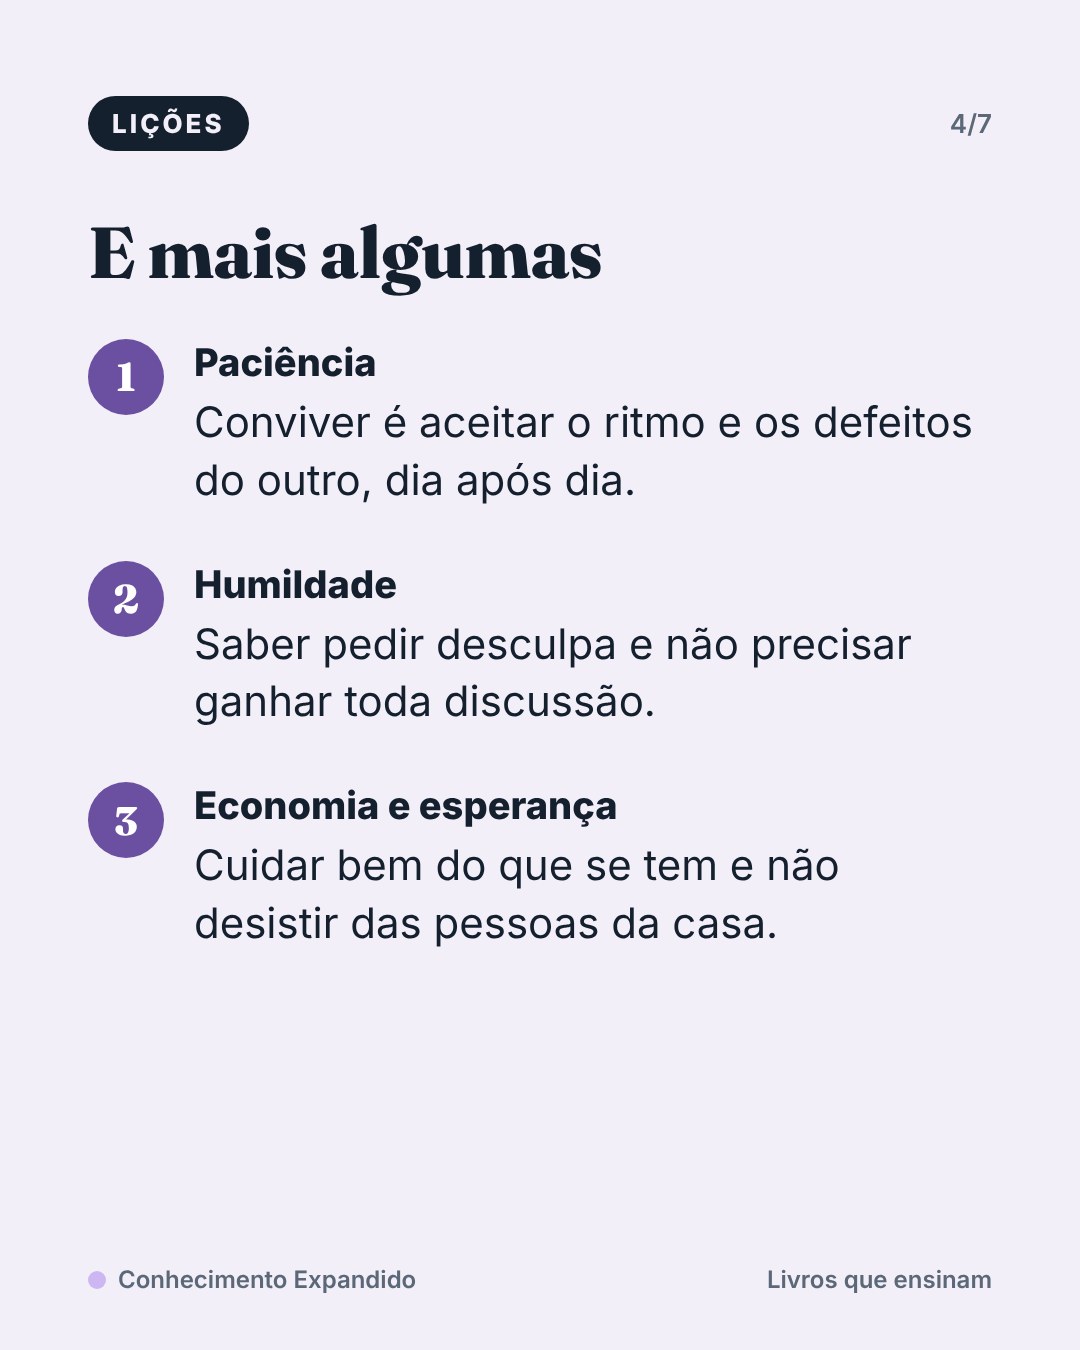 LIÇÕES
4/7
E mais algumas
1
Paciência
Conviver é aceitar o ritmo e os defeitos
do outro, dia após dia.
2
Humildade
Saber pedir desculpa e não precisar
ganhar toda discussão.
3
Economia e esperança
Cuidar bem do que se tem e não
desistir das pessoas da casa.
Conhecimento Expandido
Livros que ensinam